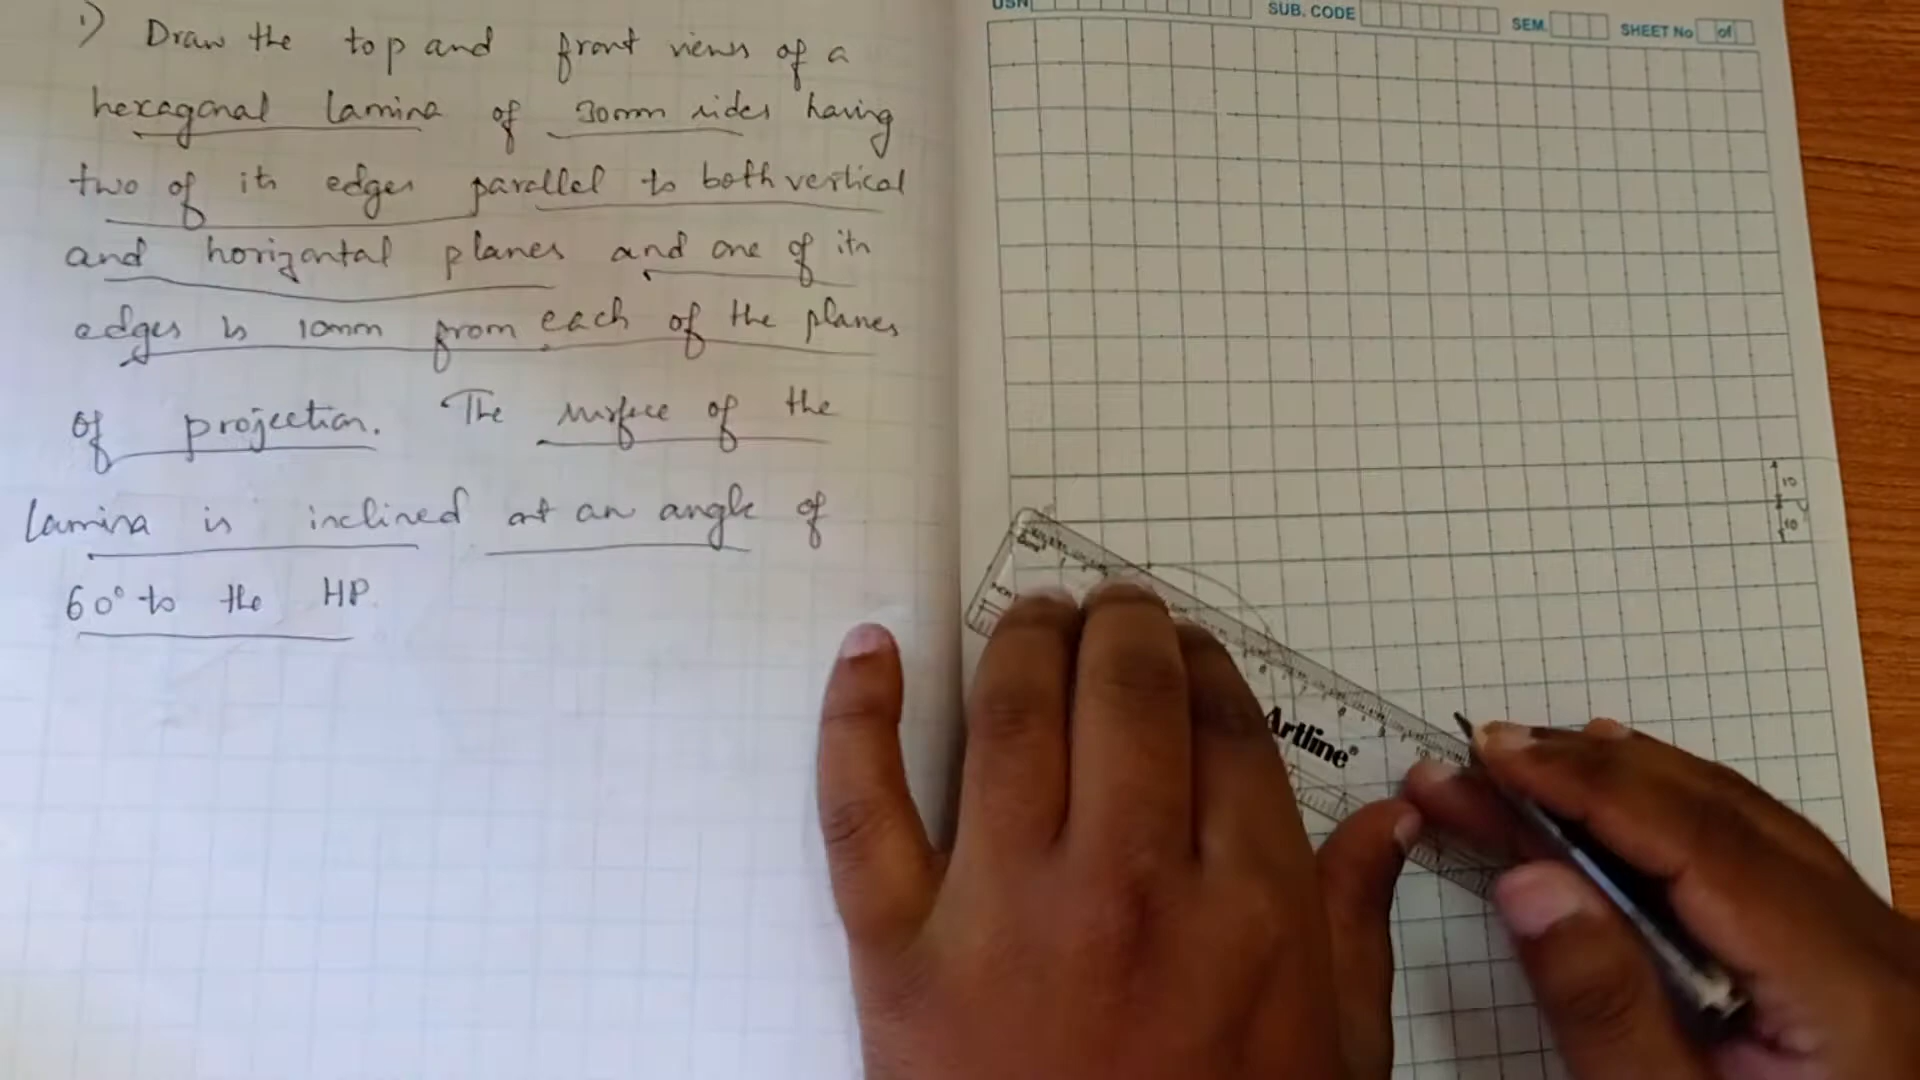 1) Draw the top and front views of a
hexagonal lamina of 30mm sides having
two of its edges parallel to both vertical
and horizontal planes and one of its
edges is 10mm from each of the planes
of projection. The surface of the
lamina is inclined at an angle of
60° to the HP.
USN
SUB. CODE
SEM.
SHEET No of
10
10
Artline®